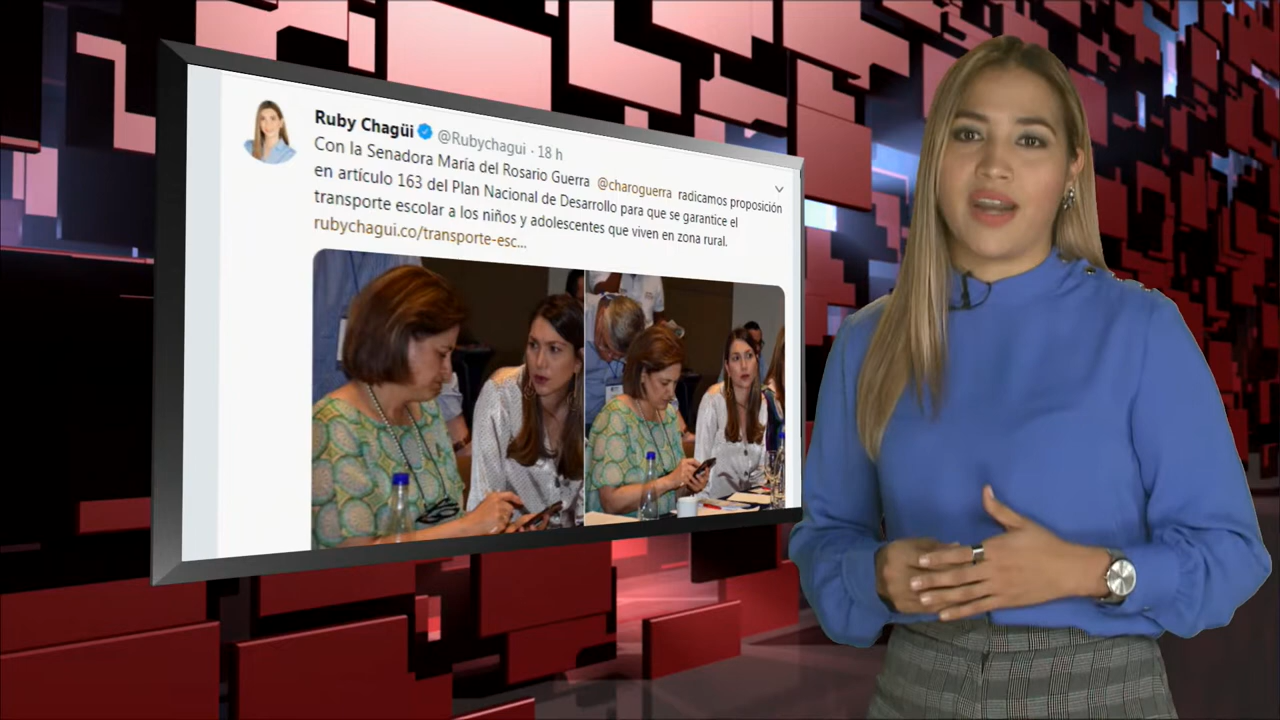 Ruby Chagüi @Rubychagui · 18 h
Con la Senadora María del Rosario Guerra @charoguerra radicamos proposición
en artículo 163 del Plan Nacional de Desarrollo para que se garantice el
transporte escolar a los niños y adolescentes que viven en zona rural.
rubychagui.co/transporte-esc...